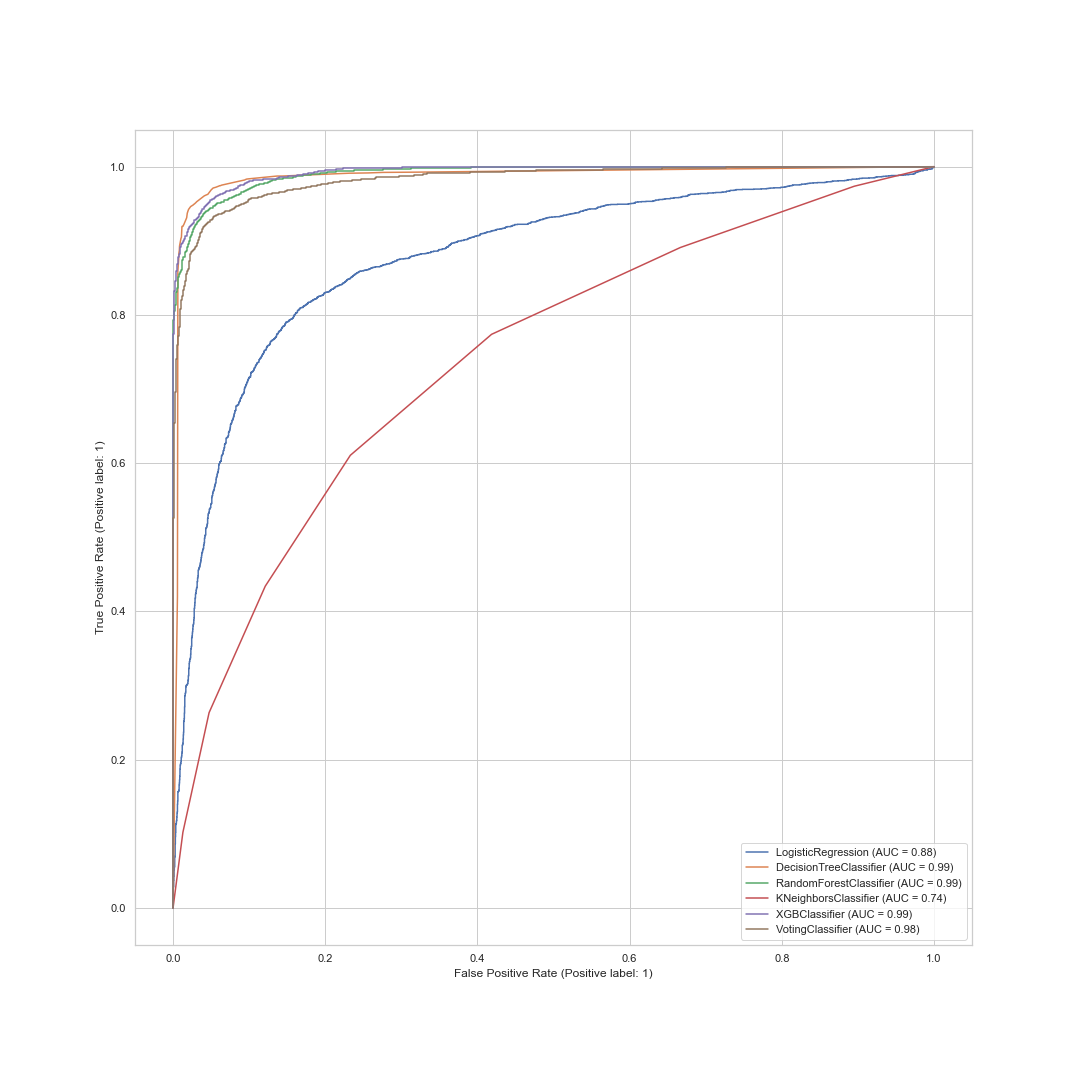 1.0
0.8
0.6
0.4
0.2
0.0
True Positive Rate (Positive label: 1)
LogisticRegression (AUC = 0.88)
DecisionTreeClassifier (AUC = 0.99)
RandomForestClassifier (AUC = 0.99)
KNeighborsClassifier (AUC = 0.74)
XGBClassifier (AUC = 0.99)
VotingClassifier (AUC = 0.98)
0.0 0.2 0.4 0.6 0.8 1.0
False Positive Rate (Positive label: 1)